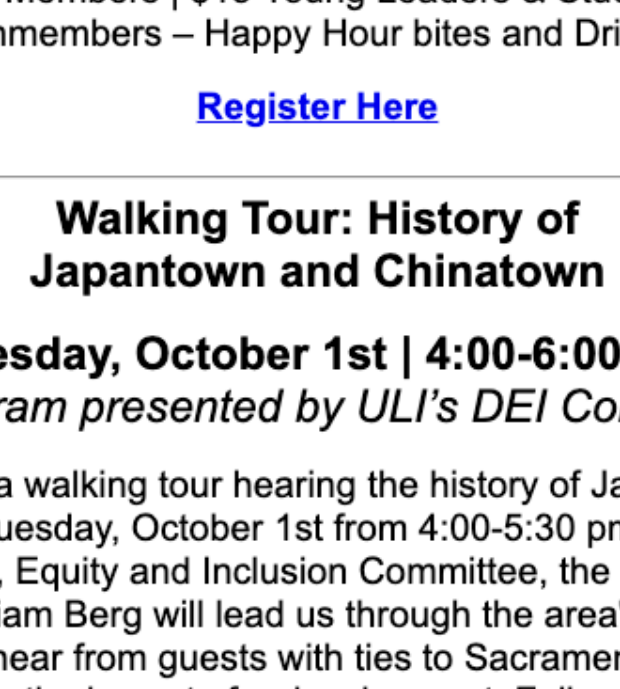 nmembers – Happy Hour bites and Dri
Register Here
Walking Tour: History of
Japantown and Chinatown
esday, October 1st | 4:00-6:00
ram presented by ULI's DEI Co
a walking tour hearing the history of Ja
uesday, October 1st from 4:00-5:30 pm
, Equity and Inclusion Committee, the
iam Berg will lead us through the area'
hear from guests with ties to Sacramen